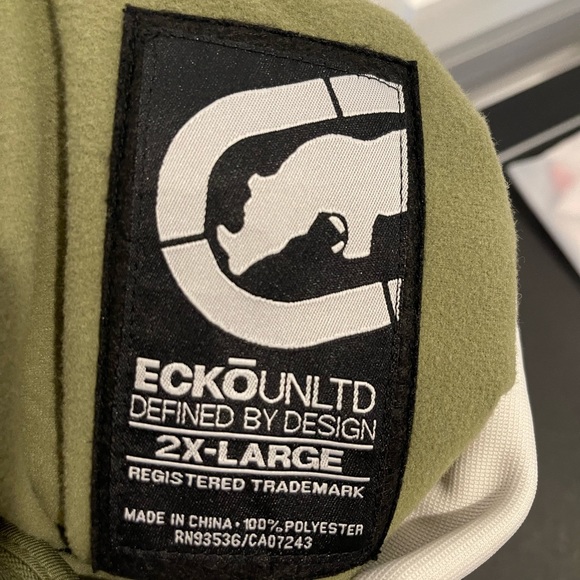 ECKŌUNLTD
DEFINED BY DESIGN
2X-LARGE
REGISTERED TRADEMARK
MADE IN CHINA • 100% POLYESTER
RN93536/CA07243